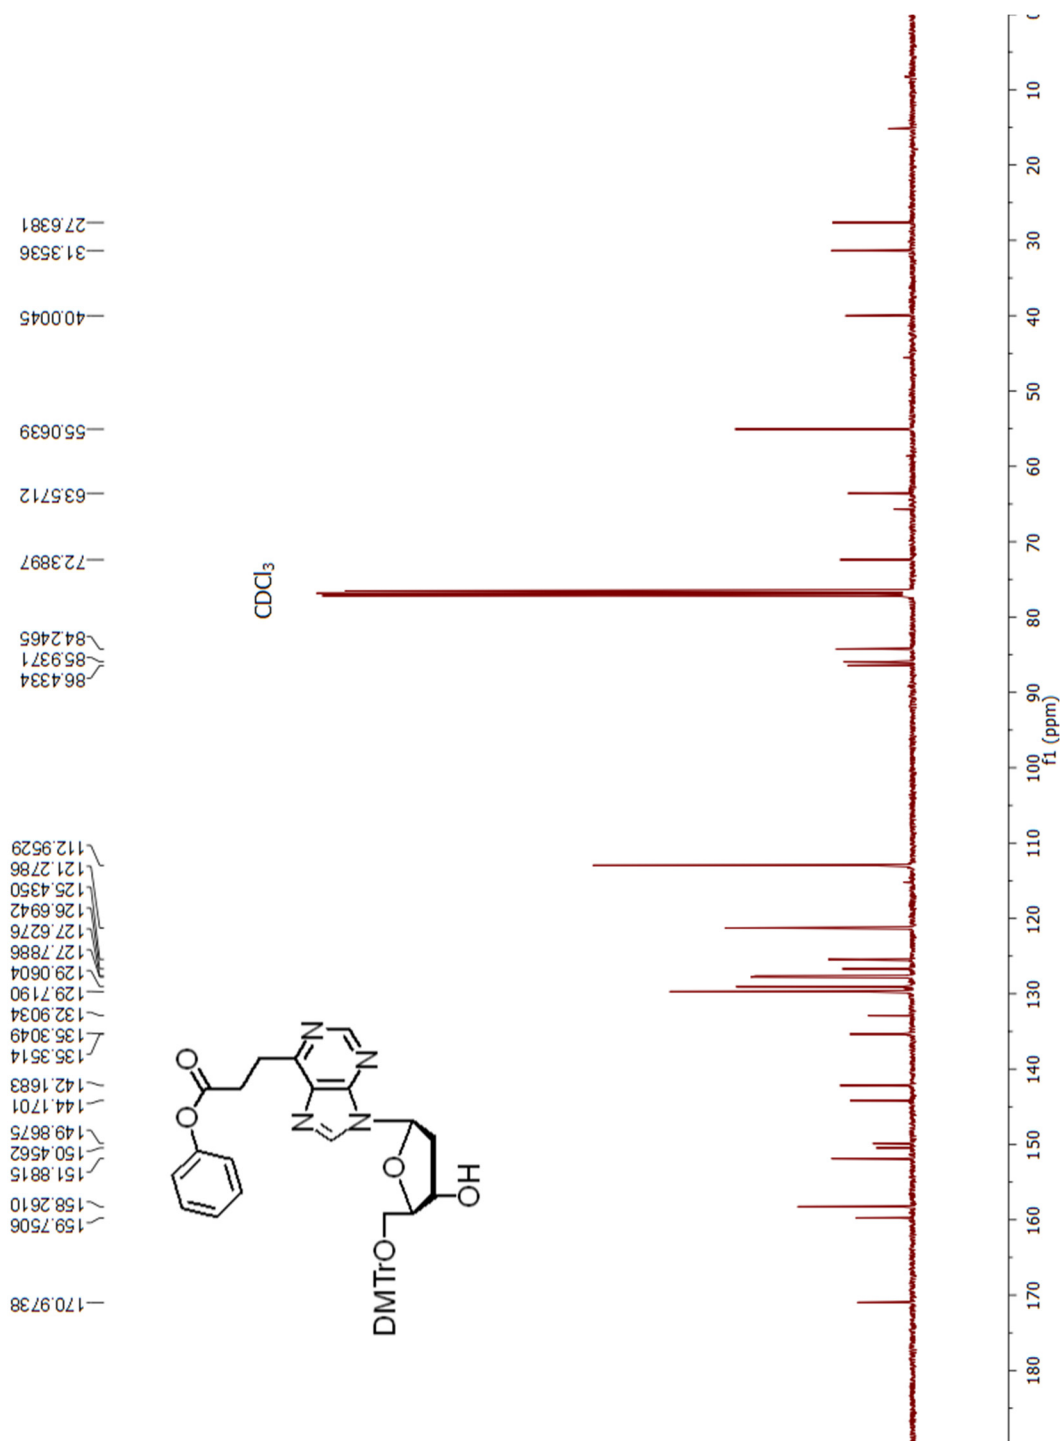 170.9738
159.7506
158.2610
151.8815
150.4562
149.8675
144.1701
142.1683
135.3514
135.3049
132.9034
129.7190
129.0604
127.7886
127.6276
126.6942
125.4350
121.2786
112.9529
86.4334
85.9371
84.2465
72.3897
63.5712
55.0639
40.0045
31.3536
27.6381
CDCl₃
O
O
N
N
N
N
O
DMTrO
OH
180 170 160 150 140 130 120 110 100 90 80 70 60 50 40 30 20 10 0
f1 (ppm)